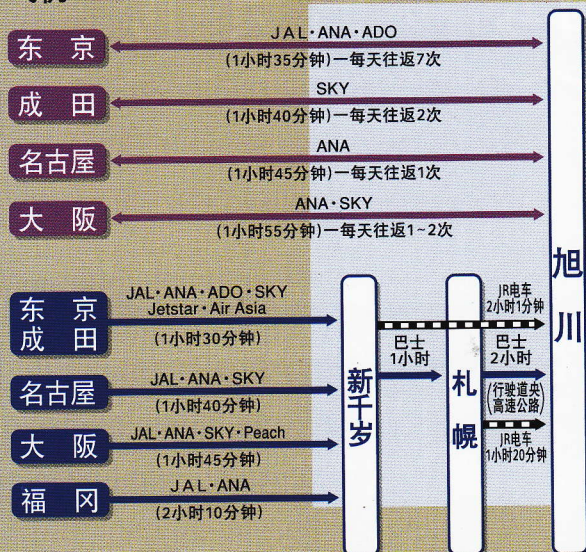 东京
JAL·ANA·ADO
(1小时35分钟)一每天往返7次
成田
SKY
(1小时40分钟)一每天往返2次
名古屋
ANA
(1小时45分钟)一每天往返1次
大阪
ANA·SKY
(1小时55分钟)一每天往返1~2次
旭川
东京
成田
JAL·ANA·ADO·SKY
Jetstar·Air Asia
(1小时30分钟)
名古屋
JAL·ANA·SKY
(1小时40分钟)
大阪
JAL·ANA·SKY·Peach
(1小时45分钟)
福冈
JAL·ANA
(2小时10分钟)
新千岁
巴士
1小时
札幌
JR电车
2小时1分钟
巴士
2小时
(行驶道央
高速公路)
JR电车
1小时20分钟